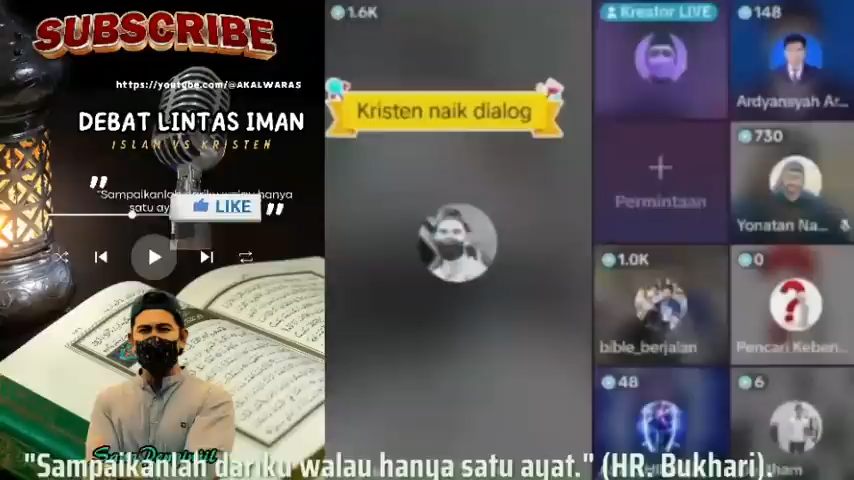 SUBSCRIBE
https://youtube.com/@AKALWARAS
DEBAT LINTAS IMAN
ISLAM VS KRISTEN
"Sampaikanlah dariku walau hanya
satu ay
LIKE
1.6K
Kristen naik dialog
Kreator LIVE
148
Ardyansyah Ar...
Permintaan
730
Yonatan Na...
1.0K
bible_berjalan
0
Pencari Keben...
48
6
"Sampaikanlah dariku walau hanya satu ayat." (HR. Bukhari).